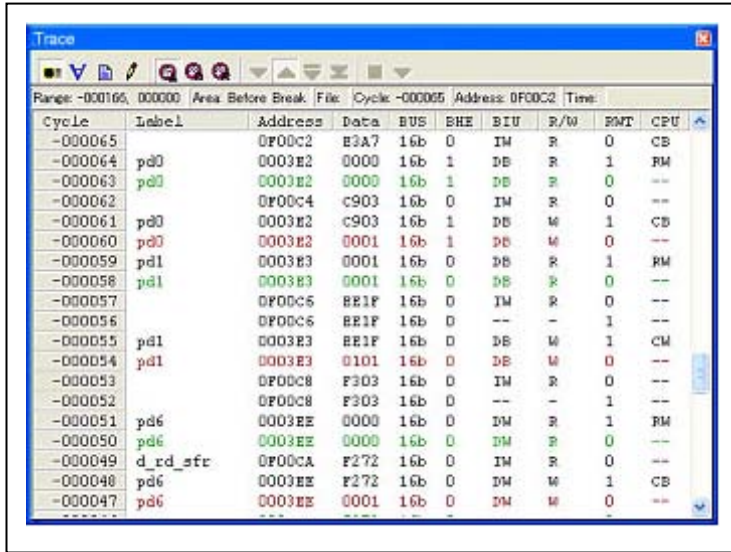 Trace
Range: -000165, 000000 Area: Before Break File: Cycle: -000065 Address: 0F00C2 Time:
Cycle Label Address Data BUS BHE BIU R/W RWT CPU
-000065 0F00C2 E3A7 16b 0 IW R 0 CB
-000064 pd0 0003E2 0000 16b 1 DB R 1 RW
-000063 pd0 0003E2 0000 16b 1 DB R 0 --
-000062 0F00C4 C903 16b 0 IW R 0 --
-000061 pd0 0003E2 C903 16b 1 DB W 1 CB
-000060 pd0 0003E2 0001 16b 1 DB W 0 --
-000059 pd1 0003E3 0001 16b 0 DB R 1 RW
-000058 pd1 0003E3 0001 16b 0 DB R 0 --
-000057 0F00C6 EE1F 16b 0 IW R 0 --
-000056 0F00C6 EE1F 16b 0 -- - 1 --
-000055 pd1 0003E3 EE1F 16b 0 DB W 1 CW
-000054 pd1 0003E3 0101 16b 0 DB W 0 --
-000053 0F00C8 F303 16b 0 IW R 0 --
-000052 0F00C8 F303 16b 0 -- - 1 --
-000051 pd6 0003EE 0000 16b 0 DW R 1 RW
-000050 pd6 0003EE 0000 16b 0 DW R 0 --
-000049 d_rd_sfr 0F00CA F272 16b 0 IW R 0 --
-000048 pd6 0003EE F272 16b 0 DW W 1 CB
-000047 pd6 0003EE 0001 16b 0 DW W 0 --